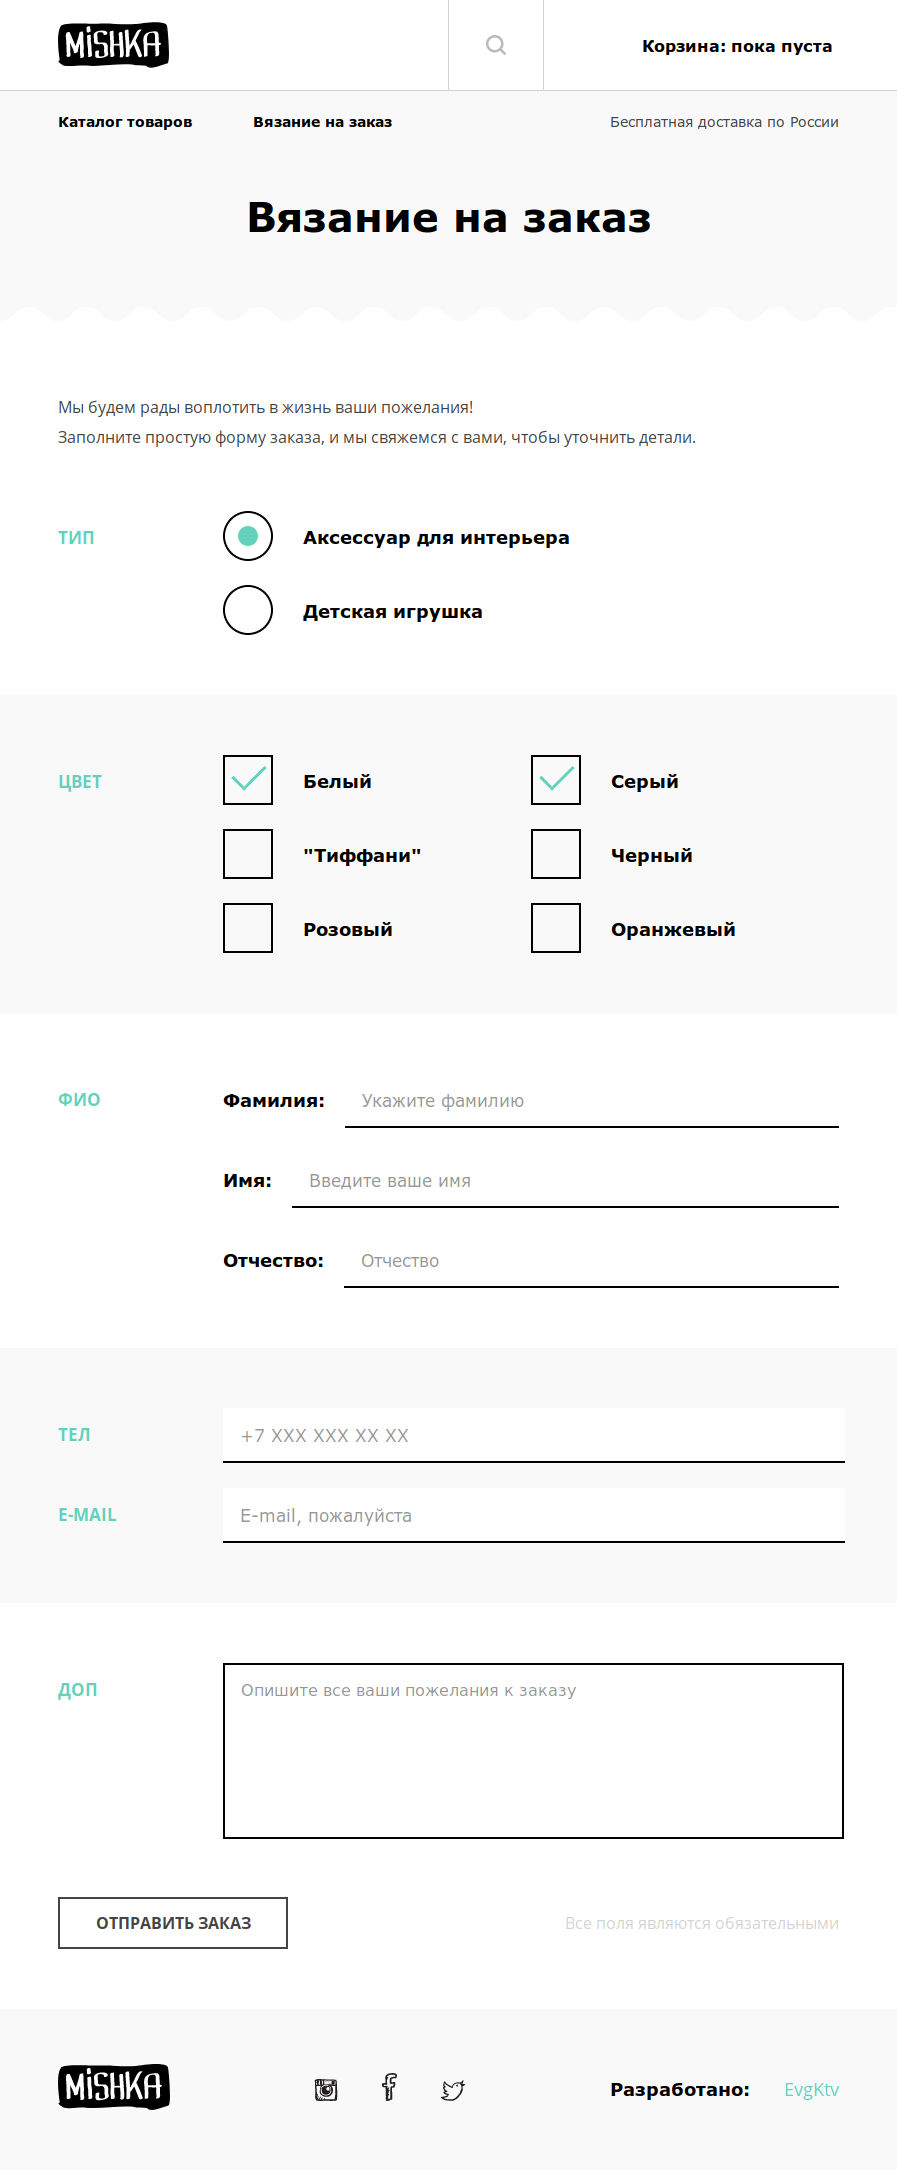 MiSHKA
Корзина: пока пуста
Каталог товаров
Вязание на заказ
Бесплатная доставка по России
Вязание на заказ
Мы будем рады воплотить в жизнь ваши пожелания!
Заполните простую форму заказа, и мы свяжемся с вами, чтобы уточнить детали.
ТИП
Аксессуар для интерьера
Детская игрушка
ЦВЕТ
Белый
Серый
"Тиффани"
Черный
Розовый
Оранжевый
ФИО
Фамилия: Укажите фамилию
Имя: Введите ваше имя
Отчество: Отчество
ТЕЛ
+7 XXX XXX XX XX
E-MAIL
E-mail, пожалуйста
ДОП
Опишите все ваши пожелания к заказу
ОТПРАВИТЬ ЗАКАЗ
Все поля являются обязательными
MiSHKA
Разработано: EvgKtv